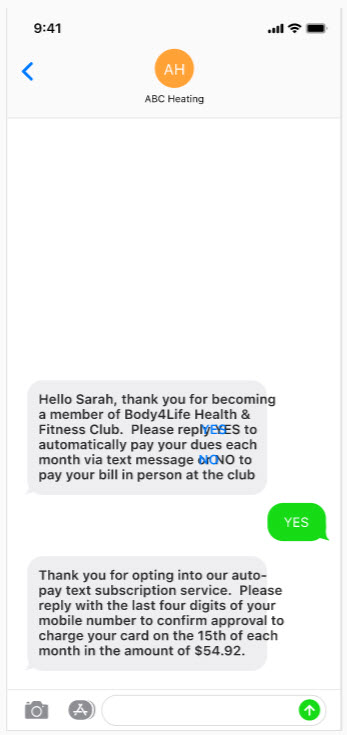 9:41
AH
ABC Heating
Hello Sarah, thank you for becoming
a member of Body4Life Health &
Fitness Club.  Please reply YES to
automatically pay your dues each
month via text message or NO to
pay your bill in person at the club
YES
Thank you for opting into our auto-
pay text subscription service.  Please
reply with the last four digits of your
mobile number to confirm approval to
charge your card on the 15th of each
month in the amount of $54.92.